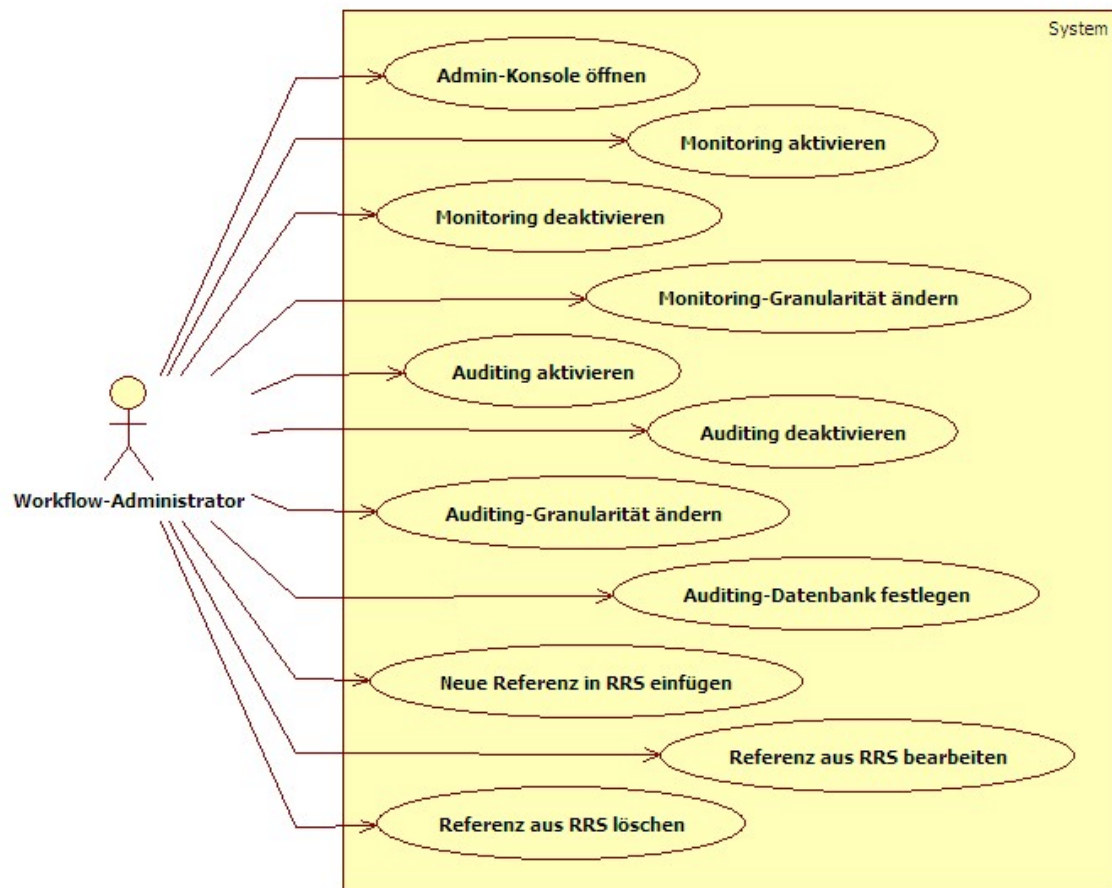 System
Admin-Konsole öffnen
Monitoring aktivieren
Monitoring deaktivieren
Monitoring-Granularität ändern
Auditing aktivieren
Auditing deaktivieren
Workflow-Administrator
Auditing-Granularität ändern
Auditing-Datenbank festlegen
Neue Referenz in RRS einfügen
Referenz aus RRS bearbeiten
Referenz aus RRS löschen